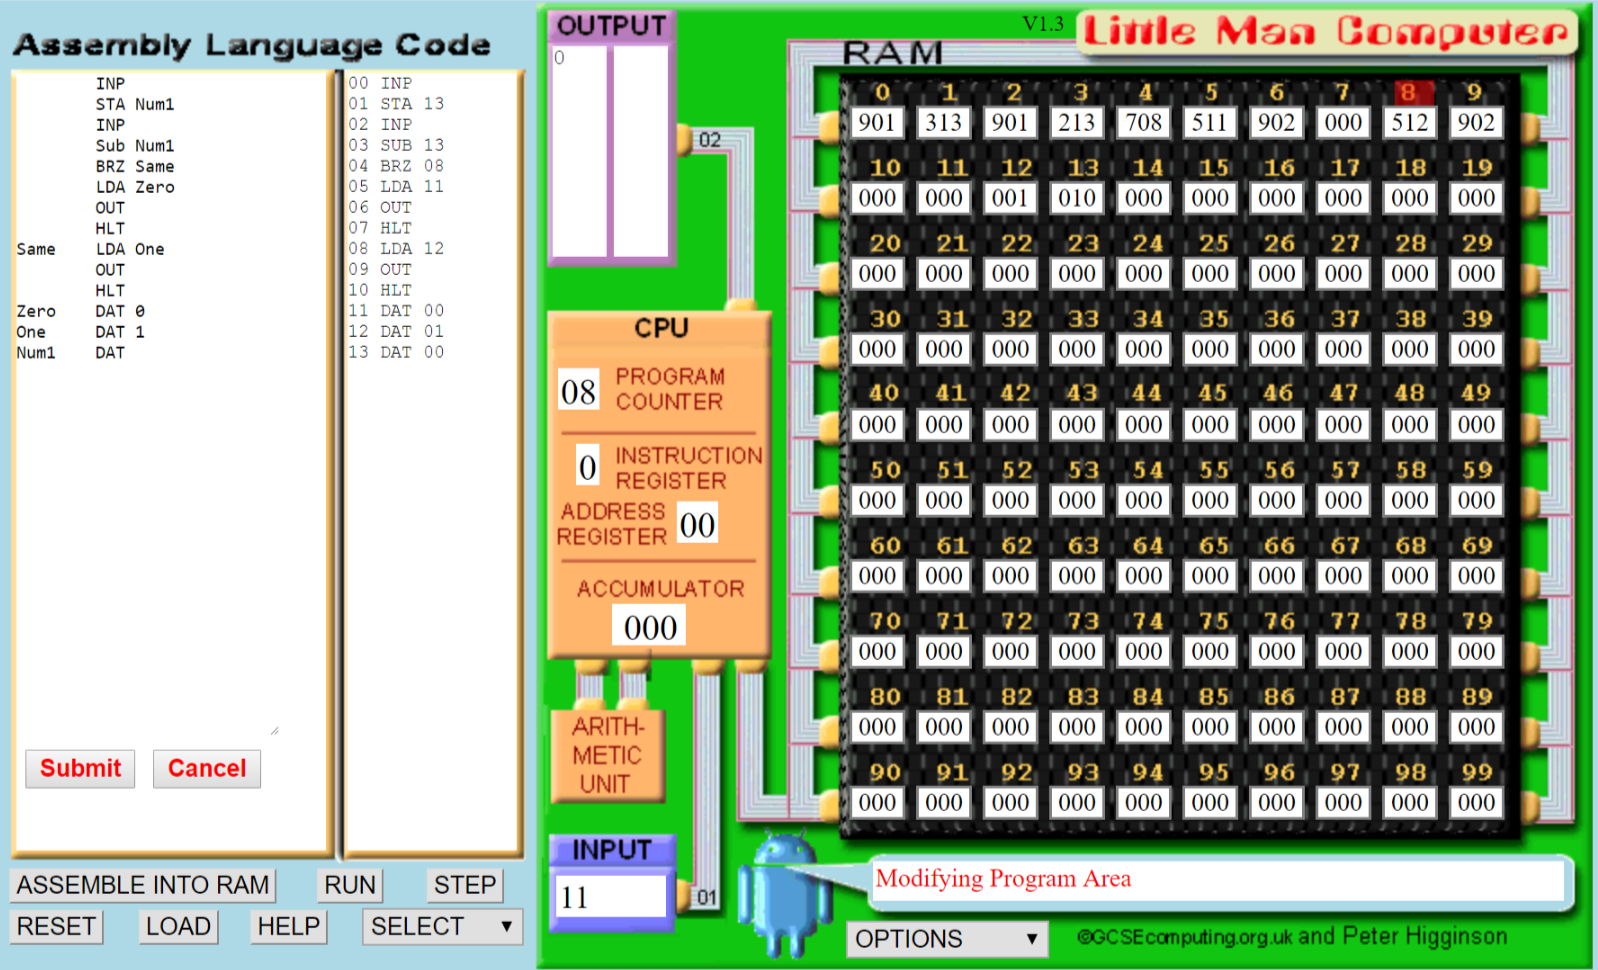 Assembly Language Code
INP
STA Num1
INP
Sub Num1
BRZ Same
LDA Zero
OUT
HLT
Same LDA One
OUT
HLT
Zero DAT 0
One DAT 1
Num1 DAT
00 INP
01 STA 13
02 INP
03 SUB 13
04 BRZ 08
05 LDA 11
06 OUT
07 HLT
08 LDA 12
09 OUT
10 HLT
11 DAT 00
12 DAT 01
13 DAT 00
Submit Cancel
ASSEMBLE INTO RAM RUN STEP
RESET LOAD HELP SELECT ▼
OUTPUT
0
02
CPU
08 PROGRAM
COUNTER
0 INSTRUCTION
REGISTER
ADDRESS
REGISTER 00
ACCUMULATOR
000
ARITH-
METIC
UNIT
INPUT
11
01
V1.3 Little Man Computer
RAM
0 1 2 3 4 5 6 7 8 9
901 313 901 213 708 511 902 000 512 902
10 11 12 13 14 15 16 17 18 19
000 000 001 010 000 000 000 000 000 000
20 21 22 23 24 25 26 27 28 29
000 000 000 000 000 000 000 000 000 000
30 31 32 33 34 35 36 37 38 39
000 000 000 000 000 000 000 000 000 000
40 41 42 43 44 45 46 47 48 49
000 000 000 000 000 000 000 000 000 000
50 51 52 53 54 55 56 57 58 59
000 000 000 000 000 000 000 000 000 000
60 61 62 63 64 65 66 67 68 69
000 000 000 000 000 000 000 000 000 000
70 71 72 73 74 75 76 77 78 79
000 000 000 000 000 000 000 000 000 000
80 81 82 83 84 85 86 87 88 89
000 000 000 000 000 000 000 000 000 000
90 91 92 93 94 95 96 97 98 99
000 000 000 000 000 000 000 000 000 000
Modifying Program Area
OPTIONS ▼
©GCSEcomputing.org.uk and Peter Higginson